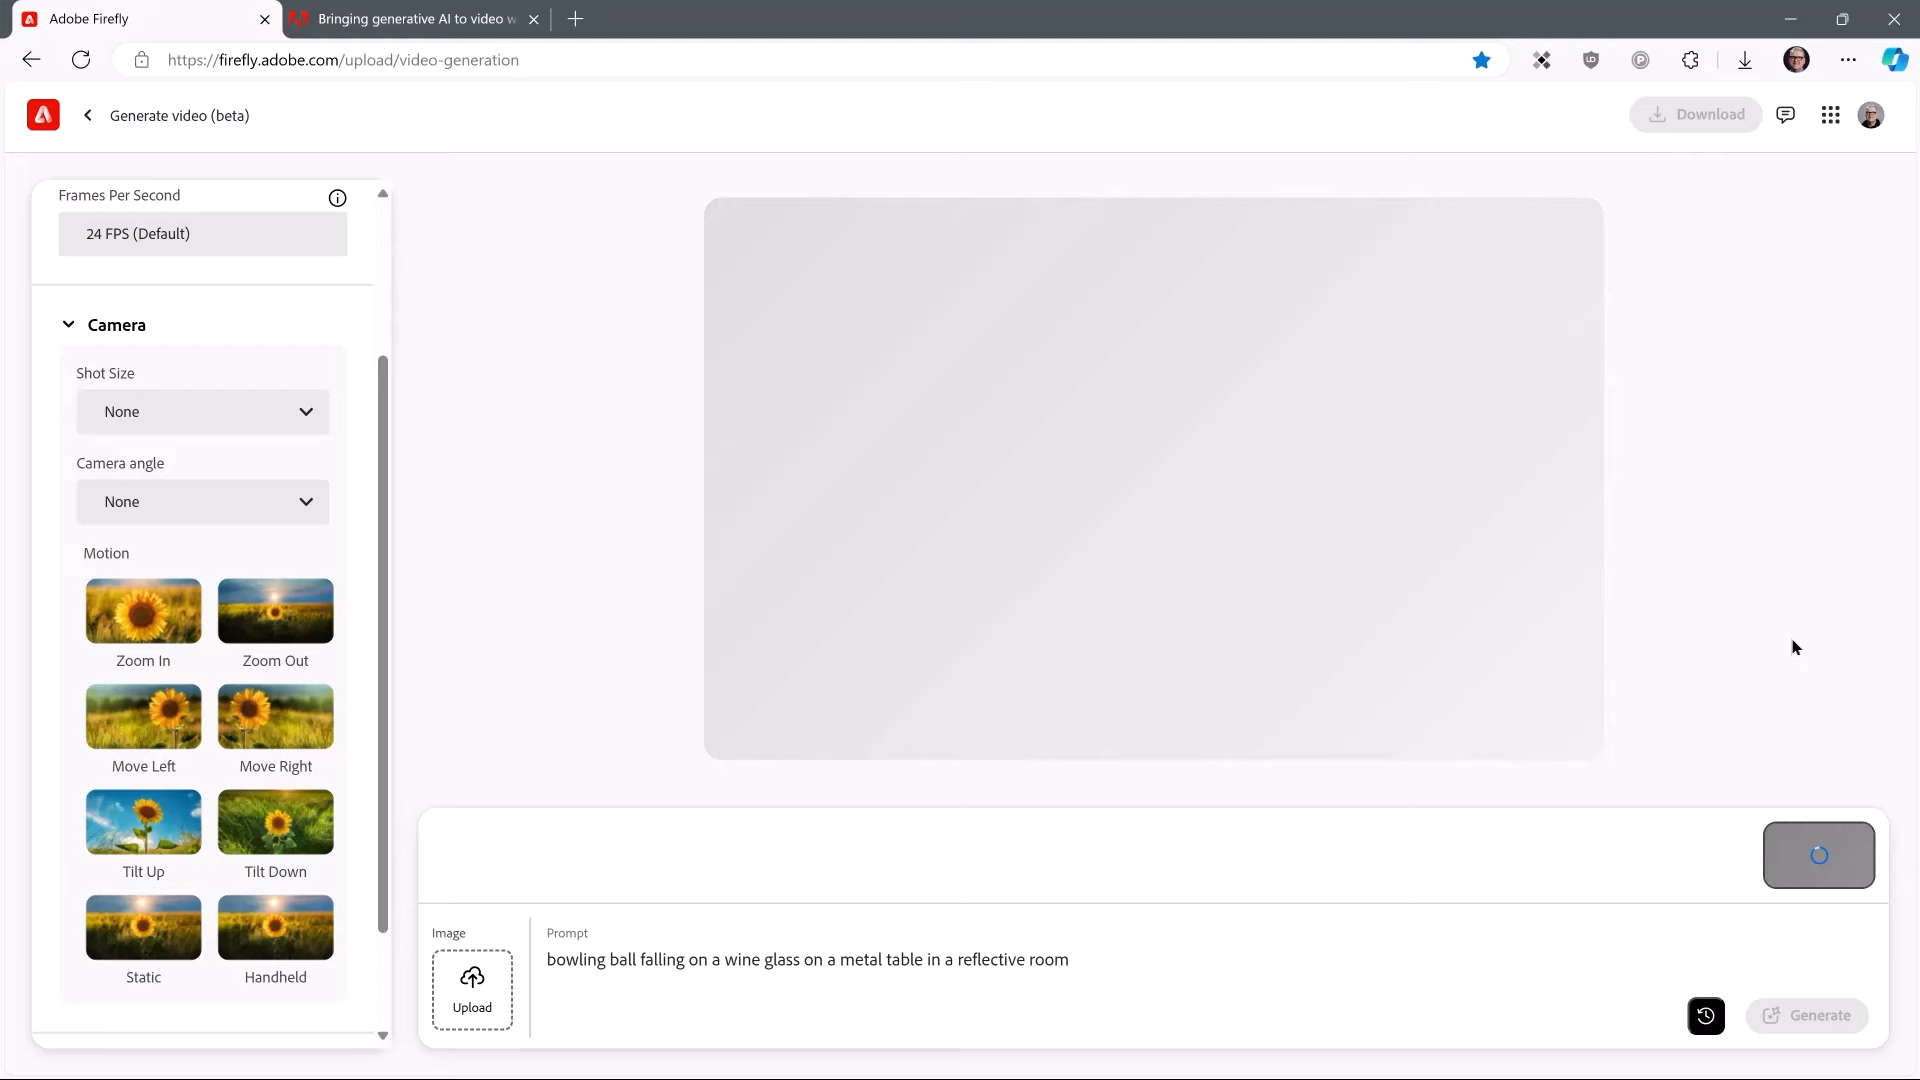 Adobe Firefly
Bringing generative AI to video w
https://firefly.adobe.com/upload/video-generation
Generate video (beta)
Download
Frames Per Second
24 FPS (Default)
Camera
Shot Size
None
Camera angle
None
Motion
Zoom In
Zoom Out
Move Left
Move Right
Tilt Up
Tilt Down
Static
Handheld
Image
Upload
Prompt
bowling ball falling on a wine glass on a metal table in a reflective room
Generate